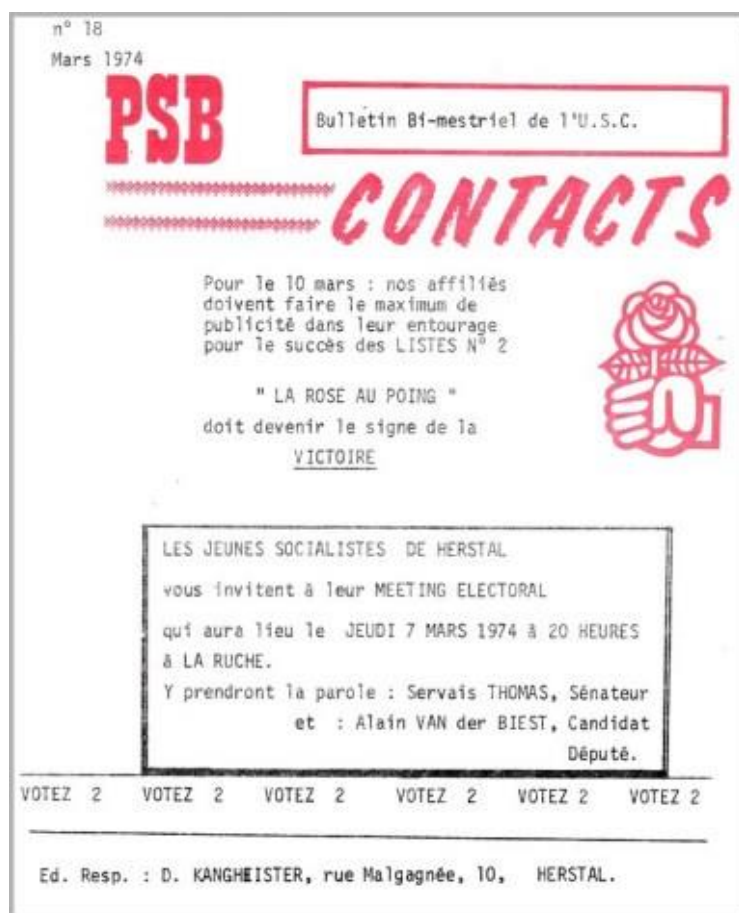 n° 18
Mars 1974
PSB
Bulletin Bi-mestriel de l'U.S.C.
CONTACTS
Pour le 10 mars : nos affiliés
doivent faire le maximum de
publicité dans leur entourage
pour le succès des LISTES N° 2
" LA ROSE AU POING "
doit devenir le signe de la
VICTOIRE
LES JEUNES SOCIALISTES DE HERSTAL
vous invitent à leur MEETING ELECTORAL
qui aura lieu le JEUDI 7 MARS 1974 à 20 HEURES
à LA RUCHE.
Y prendront la parole : Servais THOMAS, Sénateur
et : Alain VAN der BIEST, Candidat
Député.
VOTEZ 2 VOTEZ 2 VOTEZ 2 VOTEZ 2 VOTEZ 2 VOTEZ 2
Ed. Resp. : D. KANGHEISTER, rue Malgagnée, 10, HERSTAL.